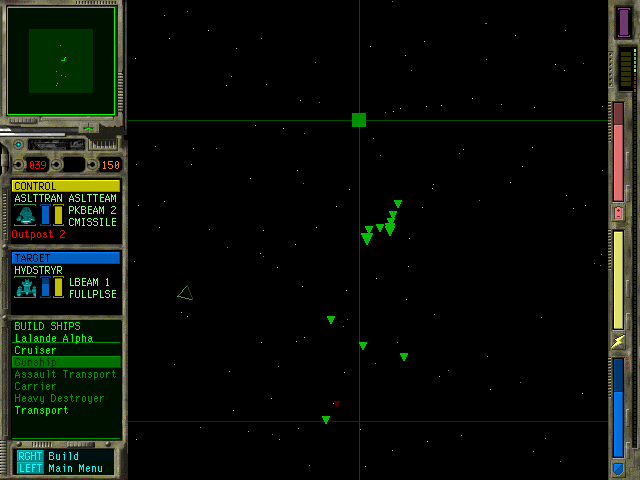 039 150
CONTROL
ASLTTRAN ASLTTEAM
PKBEAM 2
CMISSILE
Outpost 2
TARGET
HVDSTRYR
LBEAM 1
FULLPLSE
BUILD SHIPS
Lalande Alpha
Cruiser
Gunship
Assault Transport
Carrier
Heavy Destroyer
Transport
RGHT Build
LEFT Main Menu